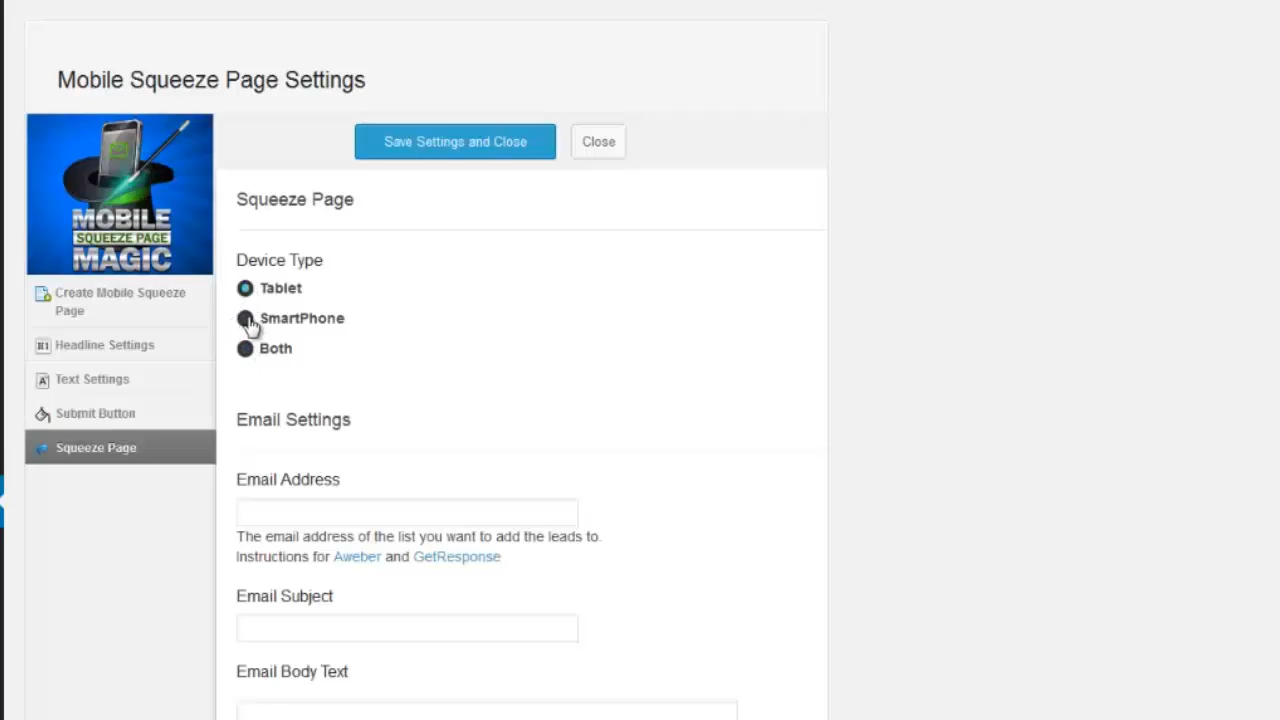 Mobile Squeeze Page Settings
MOBILE
SQUEEZE PAGE
MAGIC
Save Settings and Close
Close
Create Mobile Squeeze
Page
Headline Settings
Text Settings
Submit Button
Squeeze Page
Squeeze Page
Device Type
Tablet
SmartPhone
Both
Email Settings
Email Address
The email address of the list you want to add the leads to.
Instructions for Aweber and GetResponse
Email Subject
Email Body Text